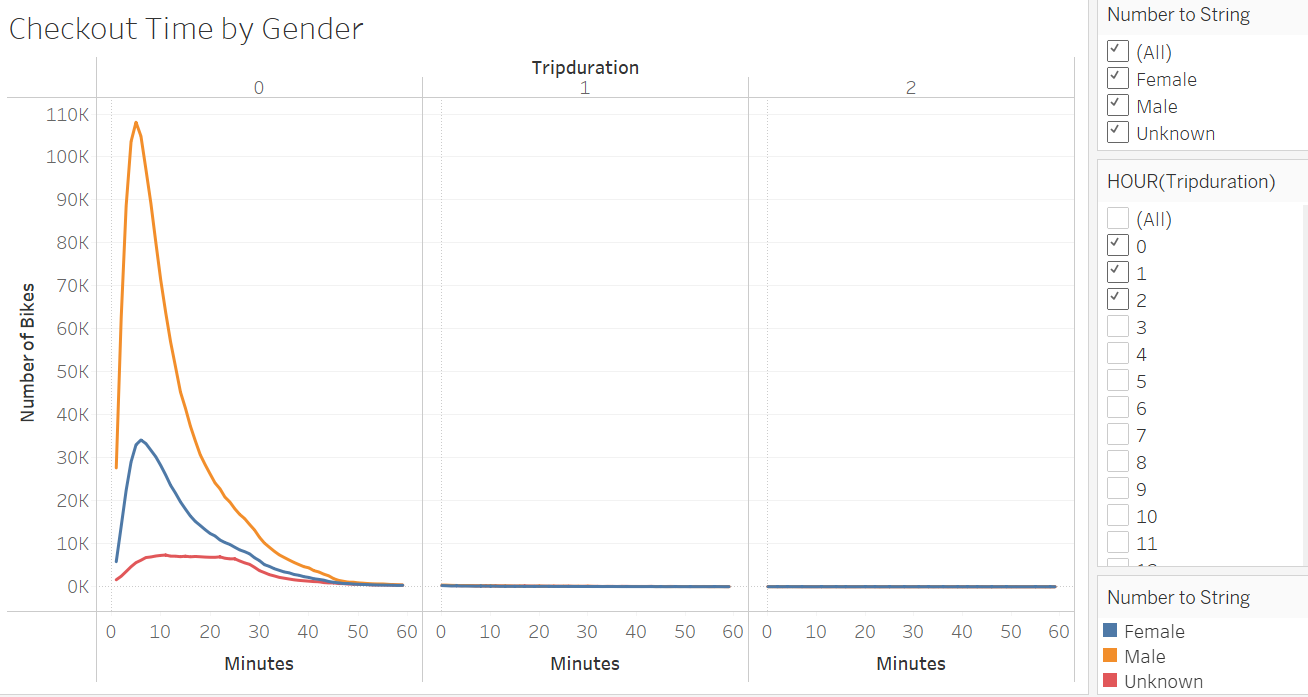 Checkout Time by Gender
Tripduration
0 1 2
110K
100K
90K
80K
70K
60K
50K
40K
30K
20K
10K
0K
Number of Bikes
0 10 20 30 40 50 60 0 10 20 30 40 50 60 0 10 20 30 40 50 60
Minutes Minutes Minutes
Number to String
(All)
Female
Male
Unknown
HOUR(Tripduration)
(All)
0
1
2
3
4
5
6
7
8
9
10
11
Number to String
Female
Male
Unknown